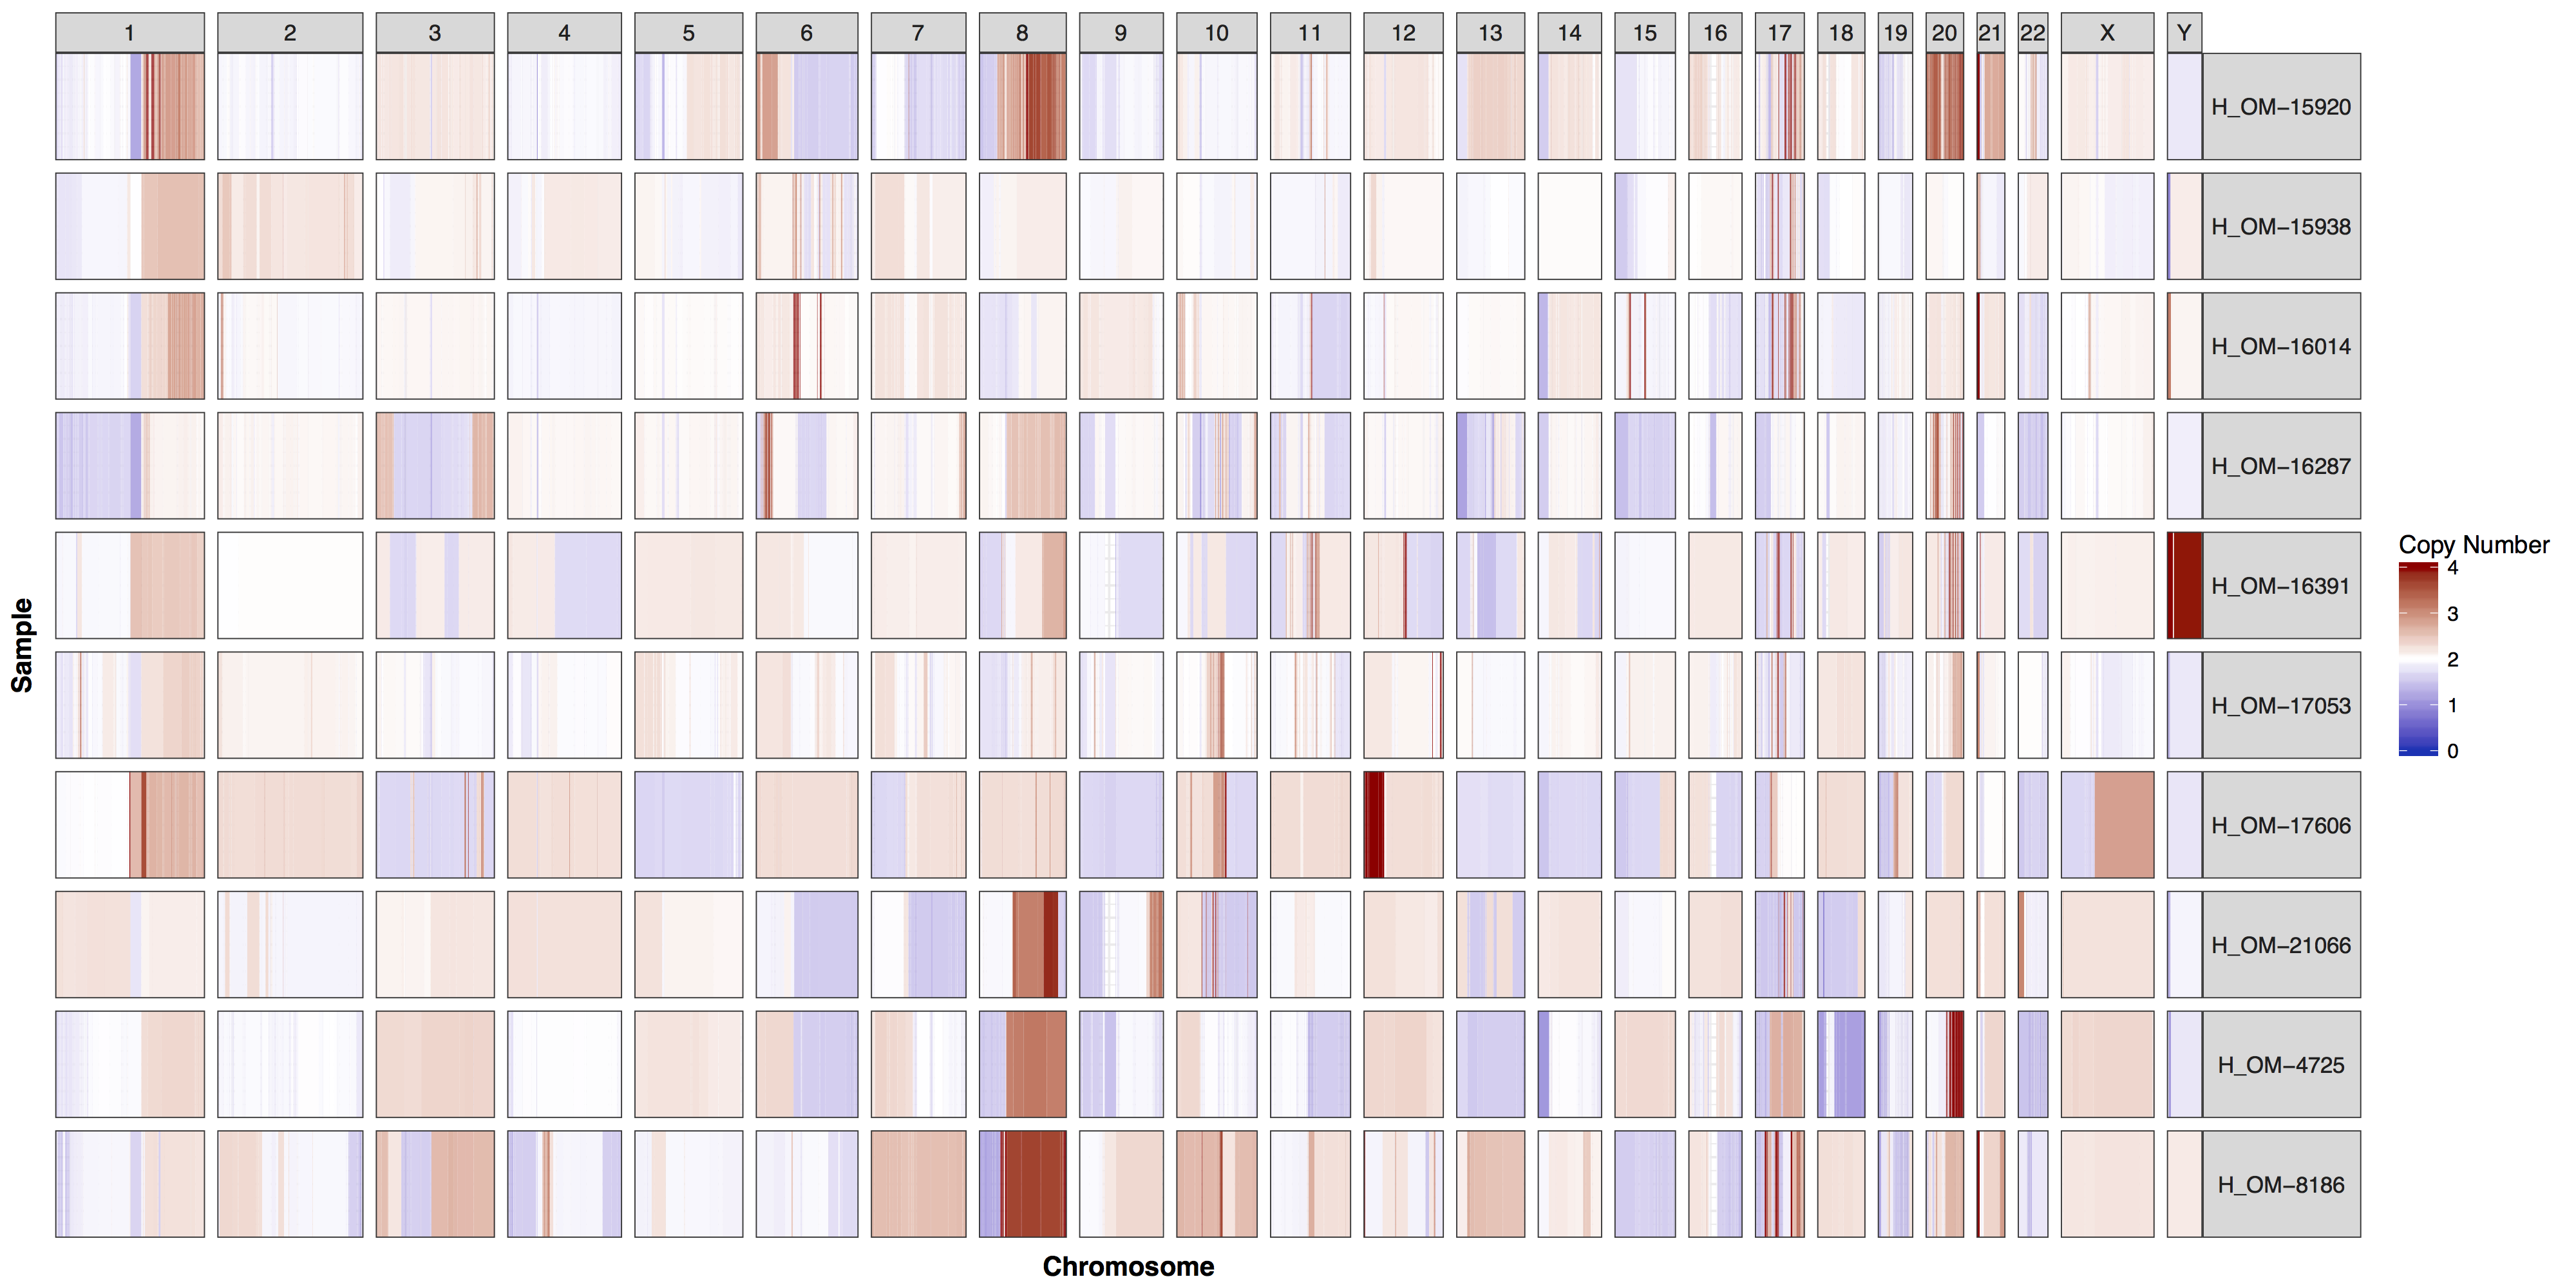 1 2 3 4 5 6 7 8 9 10 11 12 13 14 15 16 17 18 19 20 21 22 X Y
H_OM−15920
H_OM−15938
H_OM−16014
H_OM−16287
H_OM−16391
H_OM−17053
H_OM−17606
H_OM−21066
H_OM−4725
H_OM−8186
Sample
Chromosome
Copy Number
4
3
2
1
0